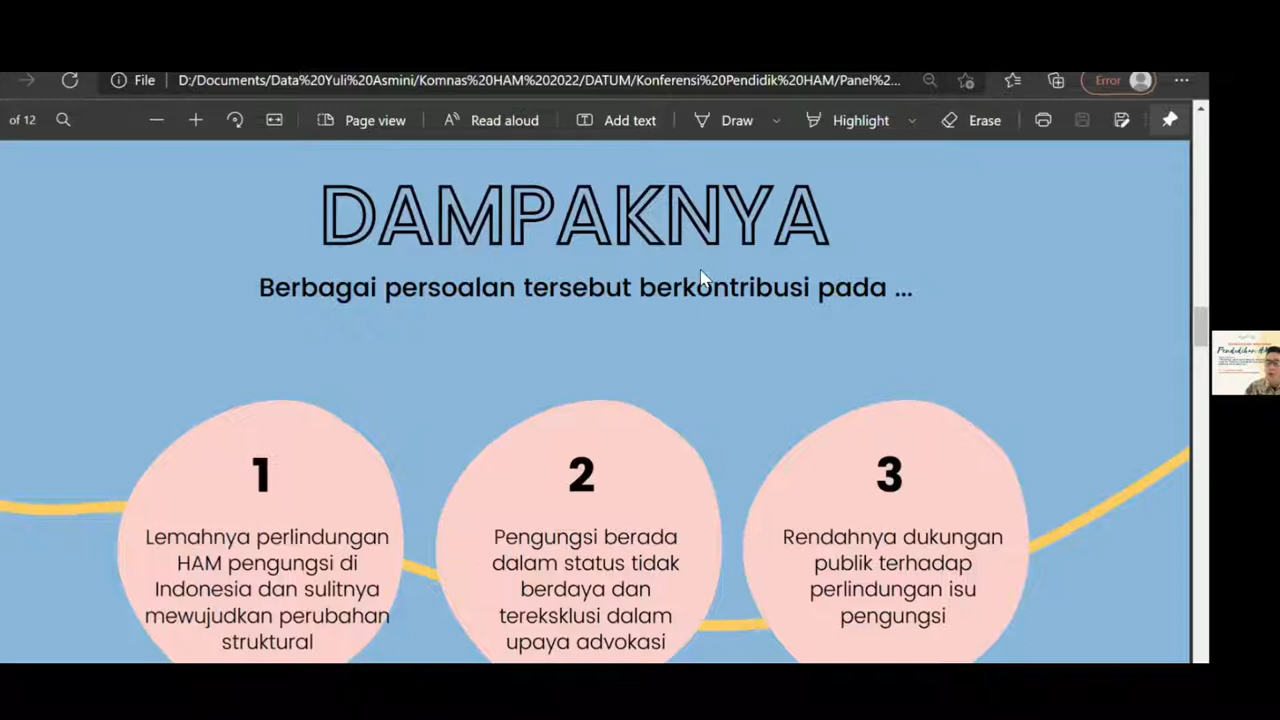 File
D:/Documents/Data%20Yuli%20Asmini/Komnas%20HAM%202022/DATUM/Konferensi%20Pendidik%20HAM/Panel%2...
Error
of 12
Page view
Read aloud
Add text
Draw
Highlight
Erase
DAMPAKNYA
Berbagai persoalan tersebut berkontribusi pada ...
1
Lemahnya perlindungan
HAM pengungsi di
Indonesia dan sulitnya
mewujudkan perubahan
struktural
2
Pengungsi berada
dalam status tidak
berdaya dan
tereksklusi dalam
upaya advokasi
3
Rendahnya dukungan
publik terhadap
perlindungan isu
pengungsi
Pendidikan